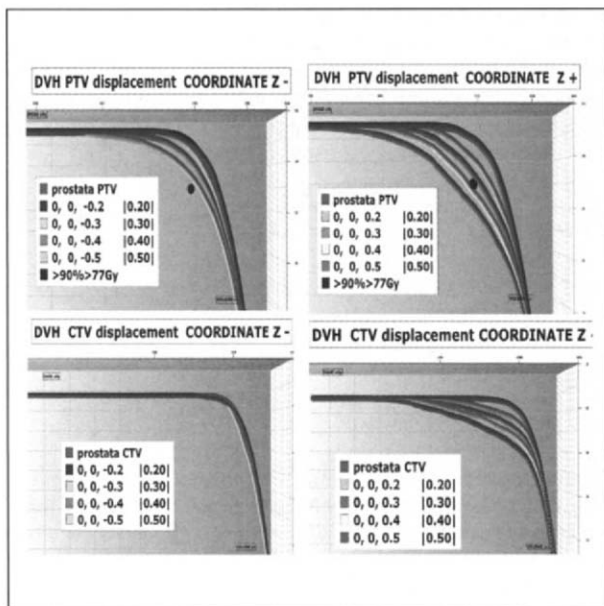 DVH PTV displacement COORDINATE Z -
prostata PTV
0, 0, -0.2 |0.20|
0, 0, -0.3 |0.30|
0, 0, -0.4 |0.40|
0, 0, -0.5 |0.50|
>90%>77Gy
DVH PTV displacement COORDINATE Z +
prostata PTV
0, 0, 0.2 |0.20|
0, 0, 0.3 |0.30|
0, 0, 0.4 |0.40|
0, 0, 0.5 |0.50|
>90%>77Gy
DVH CTV displacement COORDINATE Z -
prostata CTV
0, 0, -0.2 |0.20|
0, 0, -0.3 |0.30|
0, 0, -0.4 |0.40|
0, 0, -0.5 |0.50|
DVH CTV displacement COORDINATE Z
prostata CTV
0, 0, 0.2 |0.20|
0, 0, 0.3 |0.30|
0, 0, 0.4 |0.40|
0, 0, 0.5 |0.50|